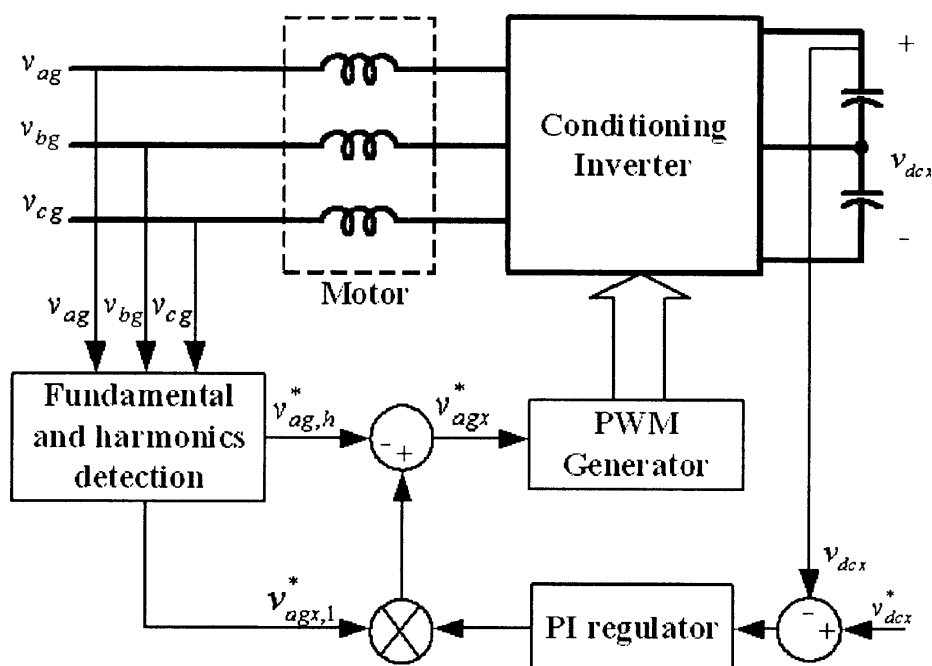 v_ag
v_bg
v_cg
Motor
Conditioning
Inverter
+
v_dcx
-
v_ag v_bg v_cg
Fundamental
and harmonics
detection
v*_ag,h
-
+
v*_agx
PWM
Generator
v*_agx,1
PI regulator
v_dcx
-
+
v*_dcx